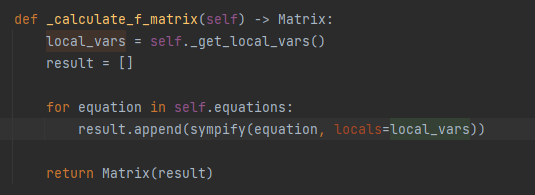 def _calculate_f_matrix(self) -> Matrix:
    local_vars = self._get_local_vars()
    result = []

    for equation in self.equations:
        result.append(sympify(equation, locals=local_vars))

    return Matrix(result)